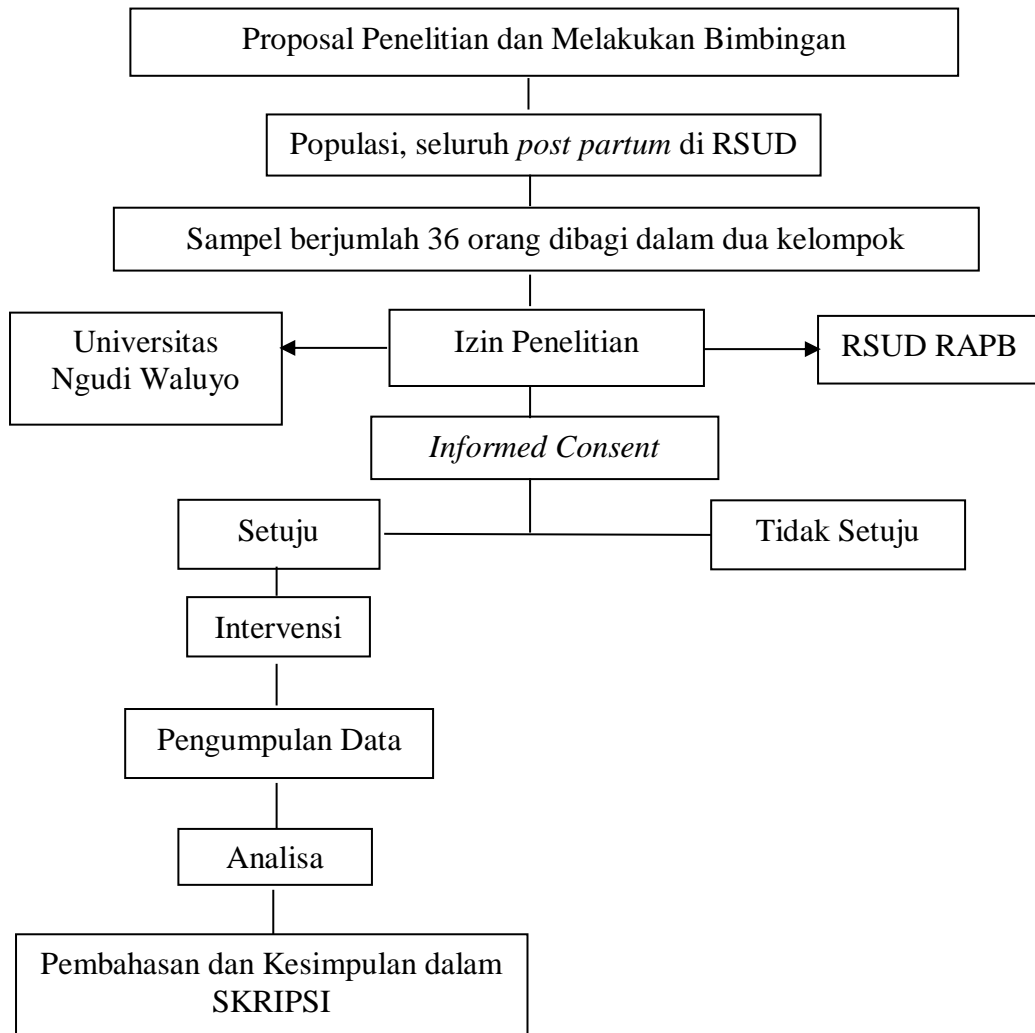 Proposal Penelitian dan Melakukan Bimbingan
Populasi, seluruh post partum di RSUD
Sampel berjumlah 36 orang dibagi dalam dua kelompok
Universitas
Ngudi Waluyo
Izin Penelitian
RSUD RAPB
Informed Consent
Setuju
Tidak Setuju
Intervensi
Pengumpulan Data
Analisa
Pembahasan dan Kesimpulan dalam
SKRIPSI